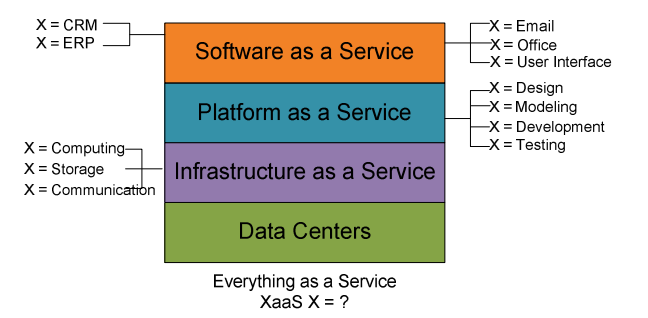 X = CRM
X = ERP
Software as a Service
X = Email
X = Office
X = User Interface
Platform as a Service
X = Design
X = Modeling
X = Development
X = Testing
X = Computing
X = Storage
X = Communication
Infrastructure as a Service
Data Centers
Everything as a Service
XaaS X = ?